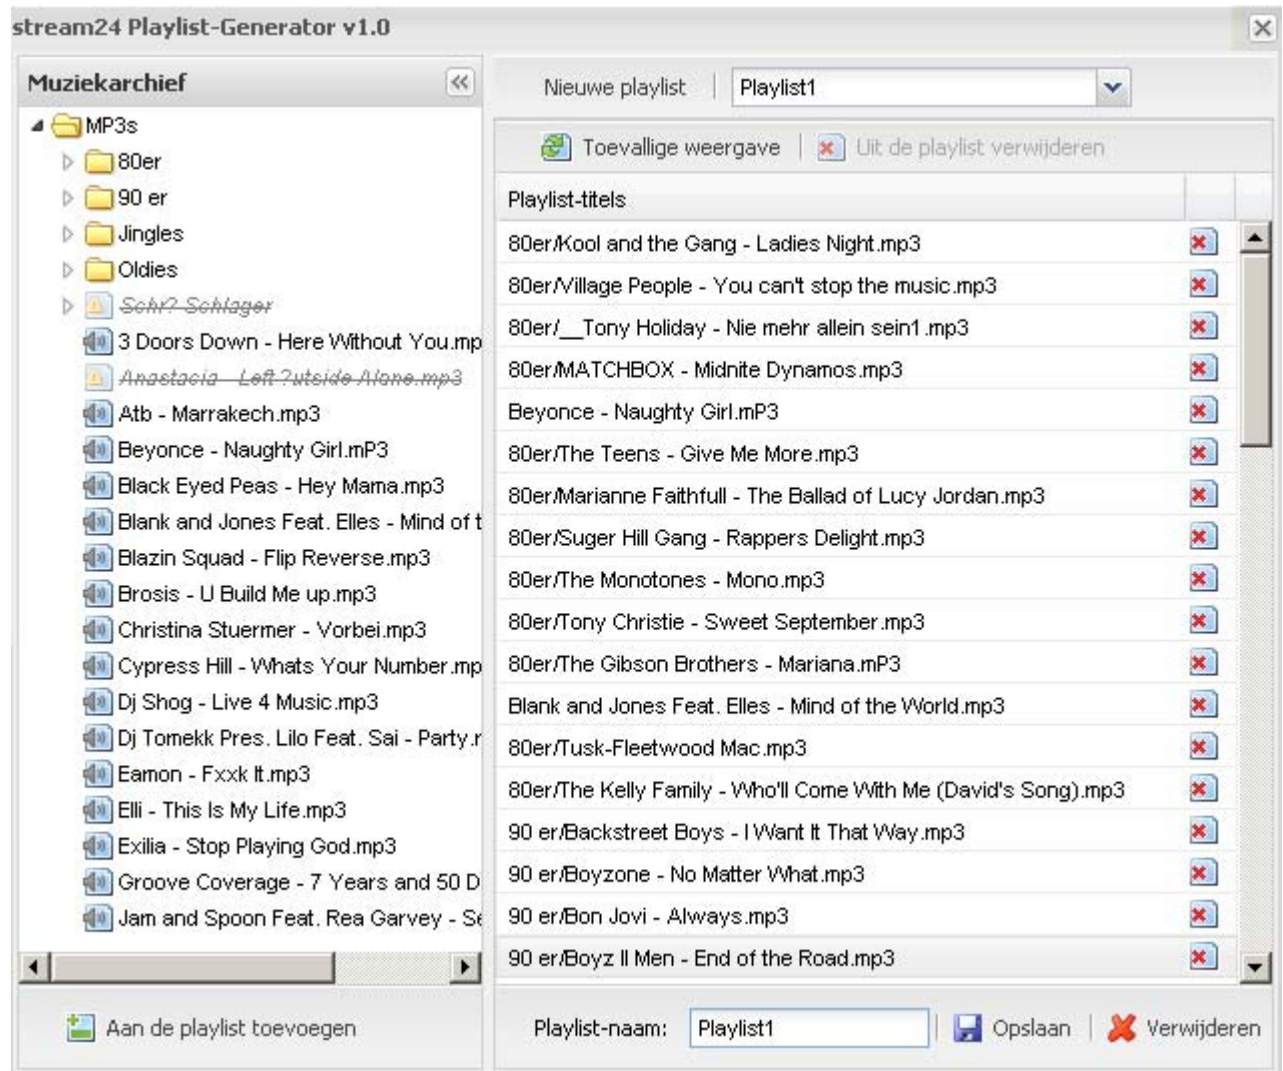 stream24 Playlist-Generator v1.0
Muziekarchief
MP3s
80er
90 er
Jingles
Oldies
Schr? Schlager
3 Doors Down - Here Without You.mp
Anastacia - Left ?utside Alone.mp3
Atb - Marrakech.mp3
Beyonce - Naughty Girl.mP3
Black Eyed Peas - Hey Mama.mp3
Blank and Jones Feat. Elles - Mind of t
Blazin Squad - Flip Reverse.mp3
Brosis - U Build Me up.mp3
Christina Stuermer - Vorbei.mp3
Cypress Hill - Whats Your Number.mp
Dj Shog - Live 4 Music.mp3
Dj Tomekk Pres. Lilo Feat. Sai - Party.r
Eamon - Fxxk It.mp3
Elli - This Is My Life.mp3
Exilia - Stop Playing God.mp3
Groove Coverage - 7 Years and 50 D
Jam and Spoon Feat. Rea Garvey - Se
Aan de playlist toevoegen
Nieuwe playlist
Playlist1
Toevallige weergave
Uit de playlist verwijderen
Playlist-titels
80er/Kool and the Gang - Ladies Night.mp3
80er/Village People - You can't stop the music.mp3
80er/__Tony Holiday - Nie mehr allein sein1.mp3
80er/MATCHBOX - Midnite Dynamos.mp3
Beyonce - Naughty Girl.mP3
80er/The Teens - Give Me More.mp3
80er/Marianne Faithfull - The Ballad of Lucy Jordan.mp3
80er/Suger Hill Gang - Rappers Delight.mp3
80er/The Monotones - Mono.mp3
80er/Tony Christie - Sweet September.mp3
80er/The Gibson Brothers - Mariana.mP3
Blank and Jones Feat. Elles - Mind of the World.mp3
80er/Tusk-Fleetwood Mac.mp3
80er/The Kelly Family - Who'll Come With Me (David's Song).mp3
90 er/Backstreet Boys - I Want It That Way.mp3
90 er/Boyzone - No Matter What.mp3
90 er/Bon Jovi - Always.mp3
90 er/Boyz II Men - End of the Road.mp3
Playlist-naam:
Playlist1
Opslaan
Verwijderen